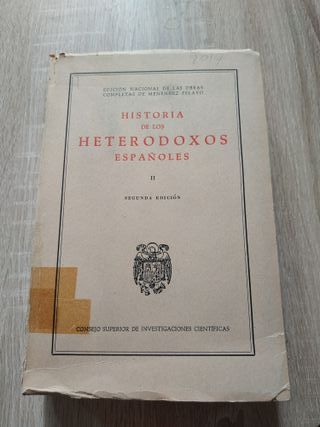 EDICIÓN NACIONAL DE LAS OBRAS
COMPLETAS DE MENÉNDEZ PELAYO
HISTORIA
DE LOS
HETERODOXOS
ESPAÑOLES
II
SEGUNDA EDICIÓN
CONSEJO SUPERIOR DE INVESTIGACIONES CIENTÍFICAS